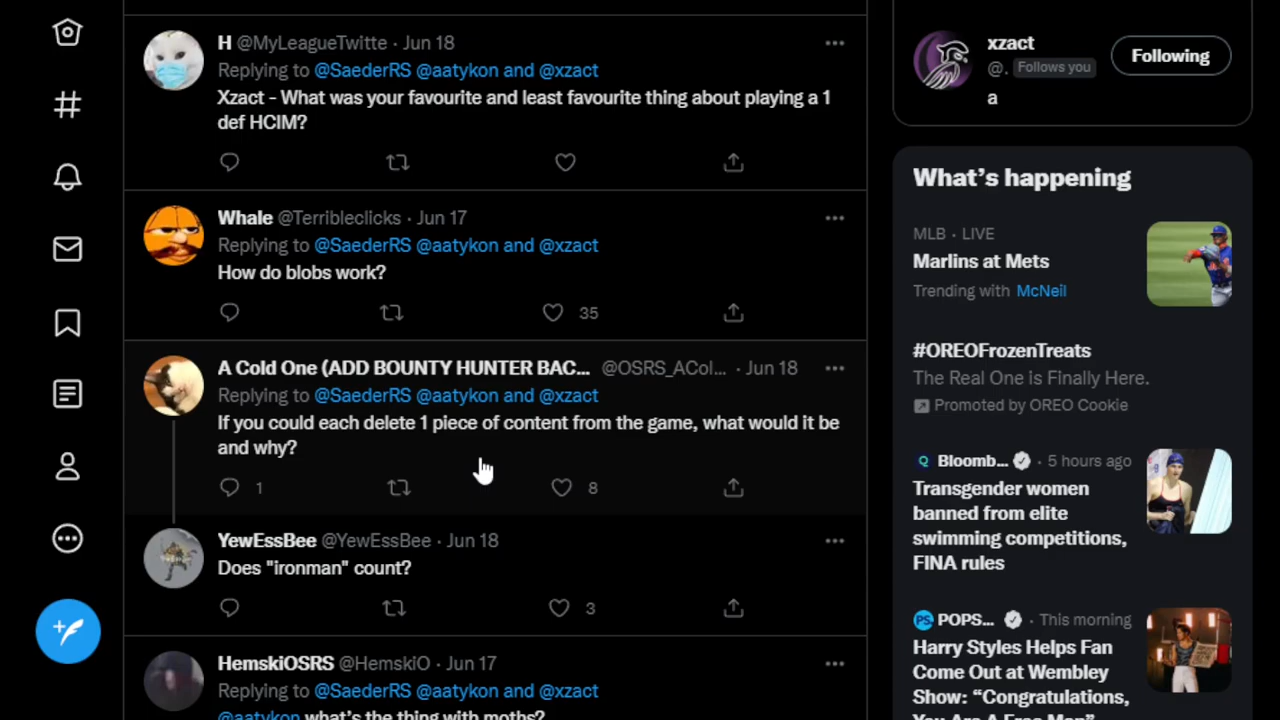 H @MyLeagueTwitte · Jun 18
Replying to @SaederRS @aatykon and @xzact
Xzact - What was your favourite and least favourite thing about playing a 1
def HCIM?
Whale @Terribleclicks · Jun 17
Replying to @SaederRS @aatykon and @xzact
How do blobs work?
35
A Cold One (ADD BOUNTY HUNTER BAC... @OSRS_ACol... · Jun 18
Replying to @SaederRS @aatykon and @xzact
If you could each delete 1 piece of content from the game, what would it be
and why?
1 8
YewEssBee @YewEssBee · Jun 18
Does "ironman" count?
3
HemskiOSRS @HemskiO · Jun 17
Replying to @SaederRS @aatykon and @xzact
@aatykon what's the thing with moths?
xzact
@. Follows you
Following
a
What's happening
MLB · LIVE
Marlins at Mets
Trending with McNeil
#OREOFrozenTreats
The Real One is Finally Here.
Promoted by OREO Cookie
Bloomb... · 5 hours ago
Transgender women
banned from elite
swimming competitions,
FINA rules
PS. POPS... · This morning
Harry Styles Helps Fan
Come Out at Wembley
Show: "Congratulations,
You Are A Free Man"